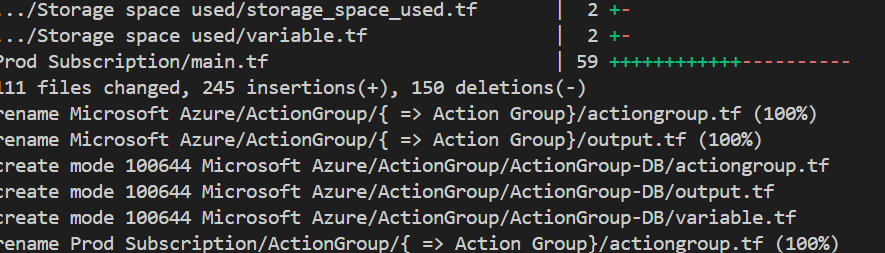 .../Storage space used/storage_space_used.tf | 2 +-
.../Storage space used/variable.tf | 2 +-
Prod Subscription/main.tf | 59 ++++++++++++----------
111 files changed, 245 insertions(+), 150 deletions(-)
rename Microsoft Azure/ActionGroup/{ => Action Group}/actiongroup.tf (100%)
rename Microsoft Azure/ActionGroup/{ => Action Group}/output.tf (100%)
create mode 100644 Microsoft Azure/ActionGroup/ActionGroup-DB/actiongroup.tf
create mode 100644 Microsoft Azure/ActionGroup/ActionGroup-DB/output.tf
create mode 100644 Microsoft Azure/ActionGroup/ActionGroup-DB/variable.tf
rename Prod Subscription/ActionGroup/{ => Action Group}/actiongroup.tf (100%)